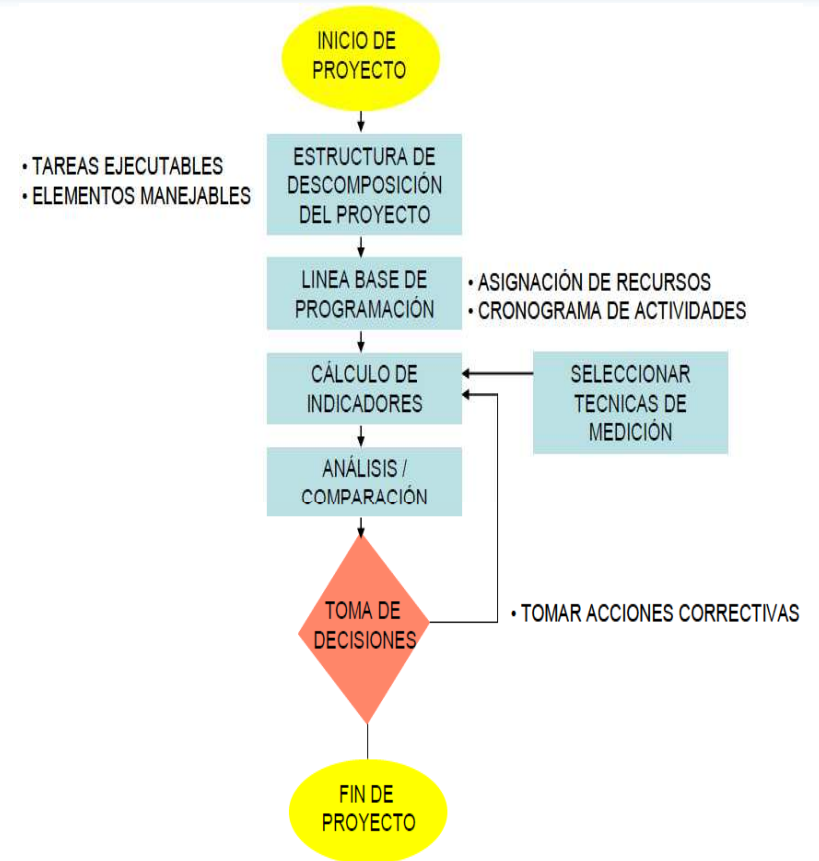 INICIO DE
PROYECTO
• TAREAS EJECUTABLES
• ELEMENTOS MANEJABLES
ESTRUCTURA DE
DESCOMPOSICIÓN
DEL PROYECTO
LINEA BASE DE
PROGRAMACIÓN
• ASIGNACIÓN DE RECURSOS
• CRONOGRAMA DE ACTIVIDADES
CÁLCULO DE
INDICADORES
SELECCIONAR
TECNICAS DE
MEDICIÓN
ANÁLISIS /
COMPARACIÓN
TOMA DE
DECISIONES
• TOMAR ACCIONES CORRECTIVAS
FIN DE
PROYECTO